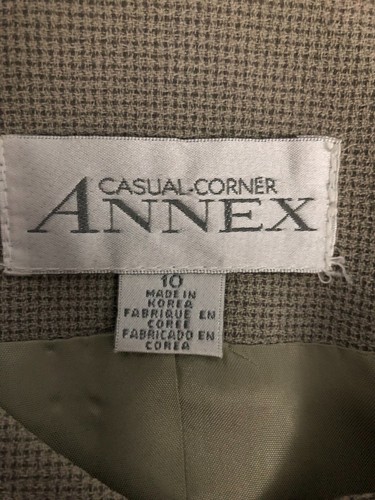 CASUAL-CORNER
ANNEX
10
MADE IN
KOREA
FABRIQUE EN
COREE
FABRICADO EN
COREA